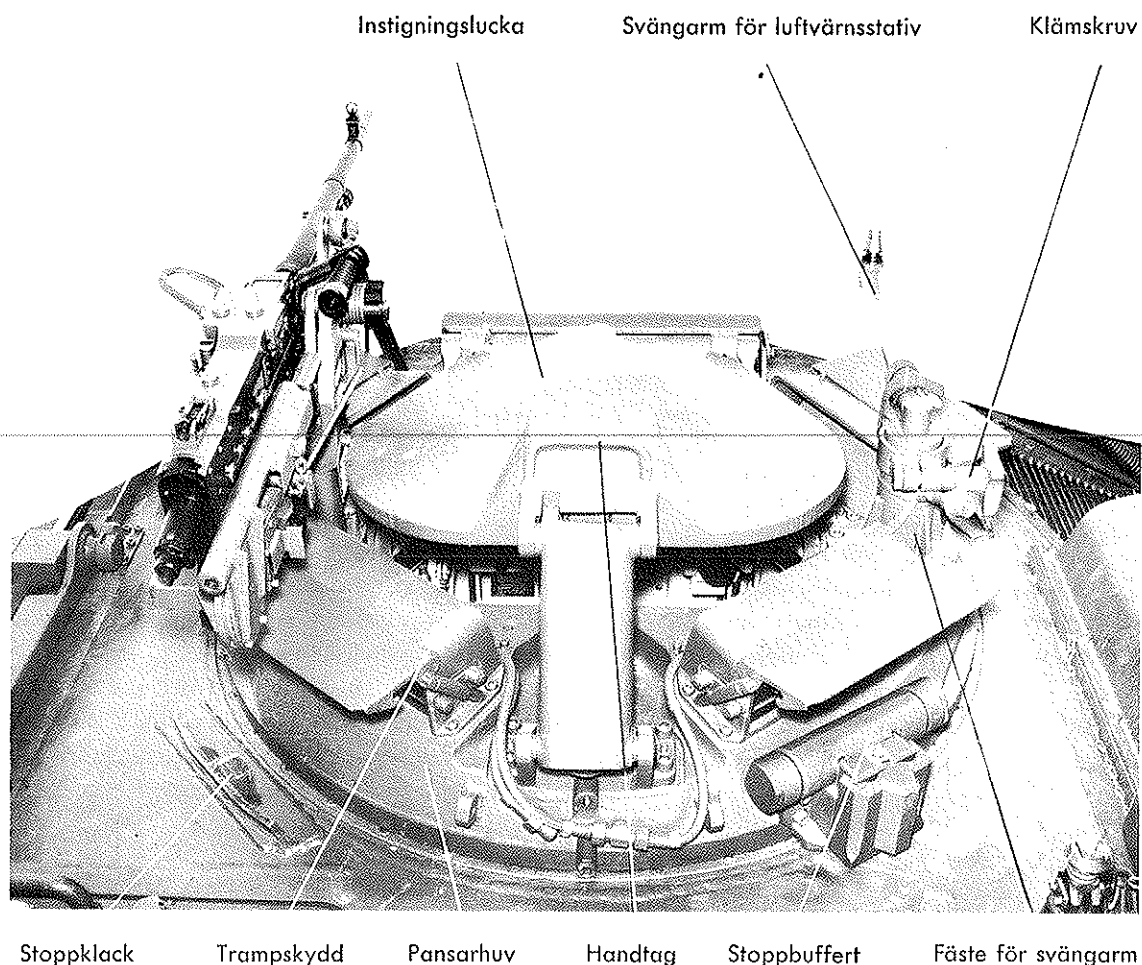 Instigningslucka Svängarm för luftvärnsstativ Klämskruv
Stoppklack Trampskydd Pansarhuv Handtag Stoppbuffert Fäste för svängarm